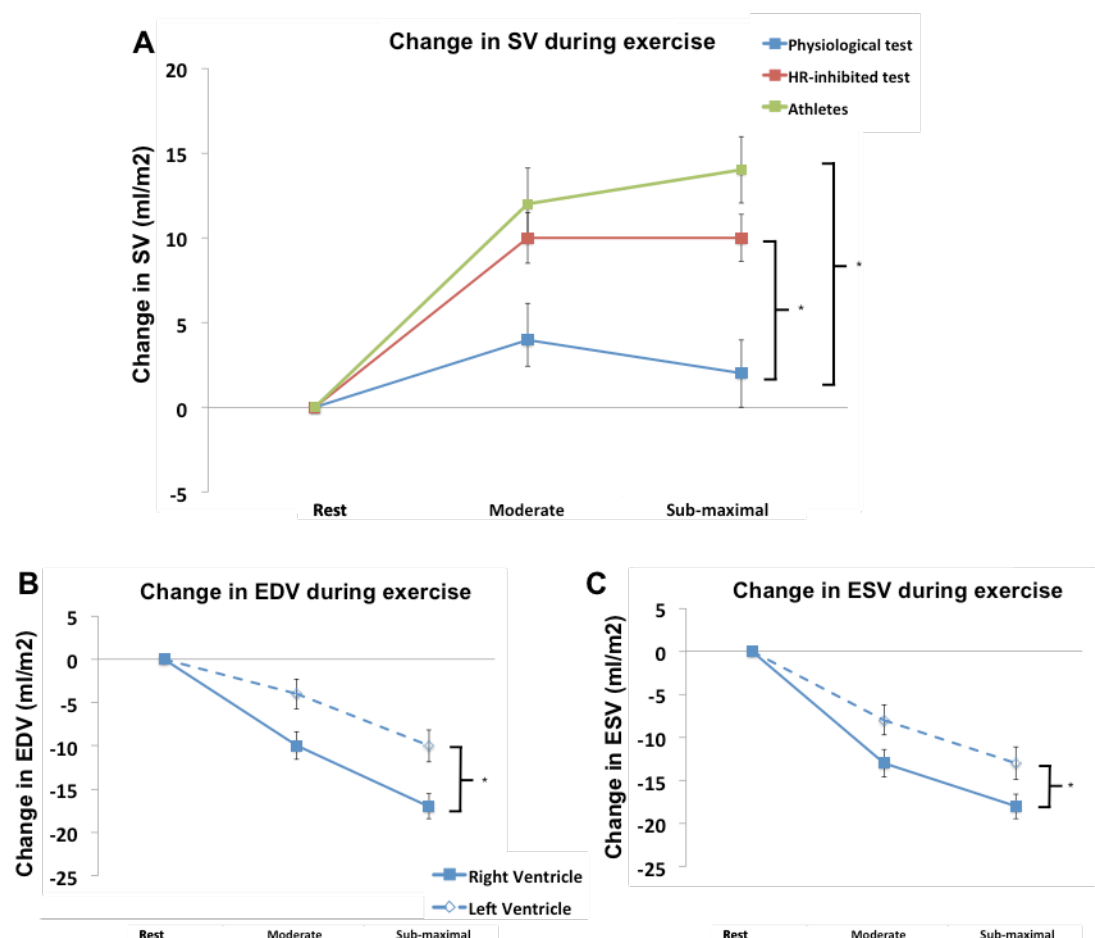 A
Change in SV during exercise
Physiological test
HR-inhibited test
Athletes
Change in SV (ml/m2)
20
15
10
5
0
-5
*
*
Rest
Moderate
Sub-maximal
B
Change in EDV during exercise
Change in EDV (ml/m2)
5
0
-5
-10
-15
-20
-25
*
Right Ventricle
Left Ventricle
Rest
Moderate
Sub-maximal
C
Change in ESV during exercise
Change in ESV (ml/m2)
5
0
-5
-10
-15
-20
-25
*
Rest
Moderate
Sub-maximal